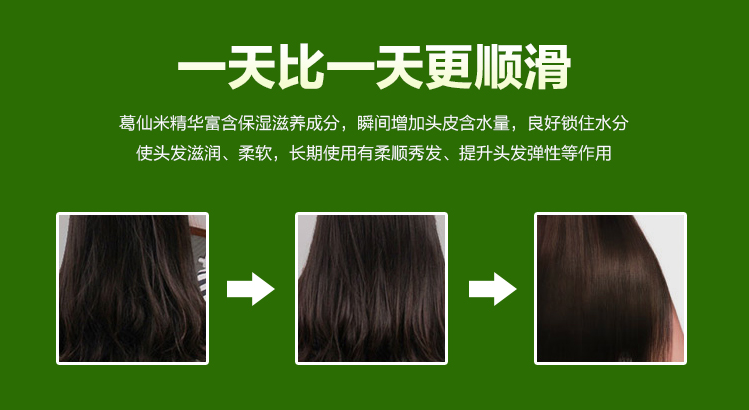 一天比一天更顺滑
葛仙米精华富含保湿滋养成分，瞬间增加头皮含水量，良好锁住水分
使头发滋润、柔软，长期使用有柔顺秀发、提升头发弹性等作用